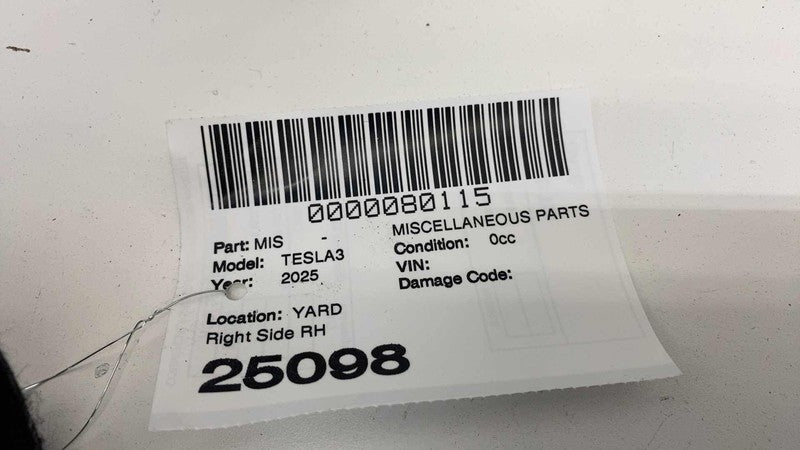 0000080115
Part: MIS - MISCELLANEOUS PARTS
Model: TESLA3 Condition: 0cc
Year: 2025 VIN:
Damage Code:
Location: YARD
Right Side RH
25098